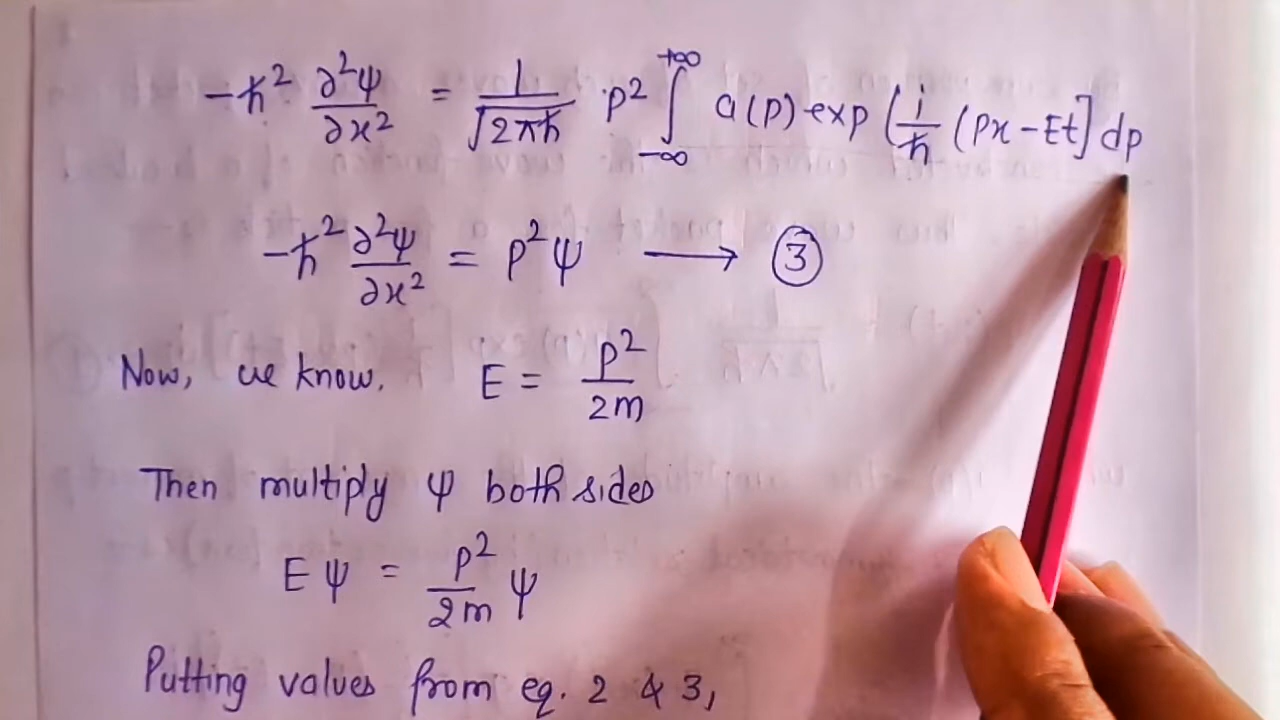 -ħ² ∂²ψ/∂x² = 1/√2πħ p² ∫₋∞⁺∞ a(p) exp (i/ħ (Px - Et] dp
-ħ² ∂²ψ/∂x² = p²ψ ⟶ ③
Now, we know. E = p²/2m
Then multiply ψ both sides
Eψ = p²/2m ψ
Putting values from eq. 2 & 3,